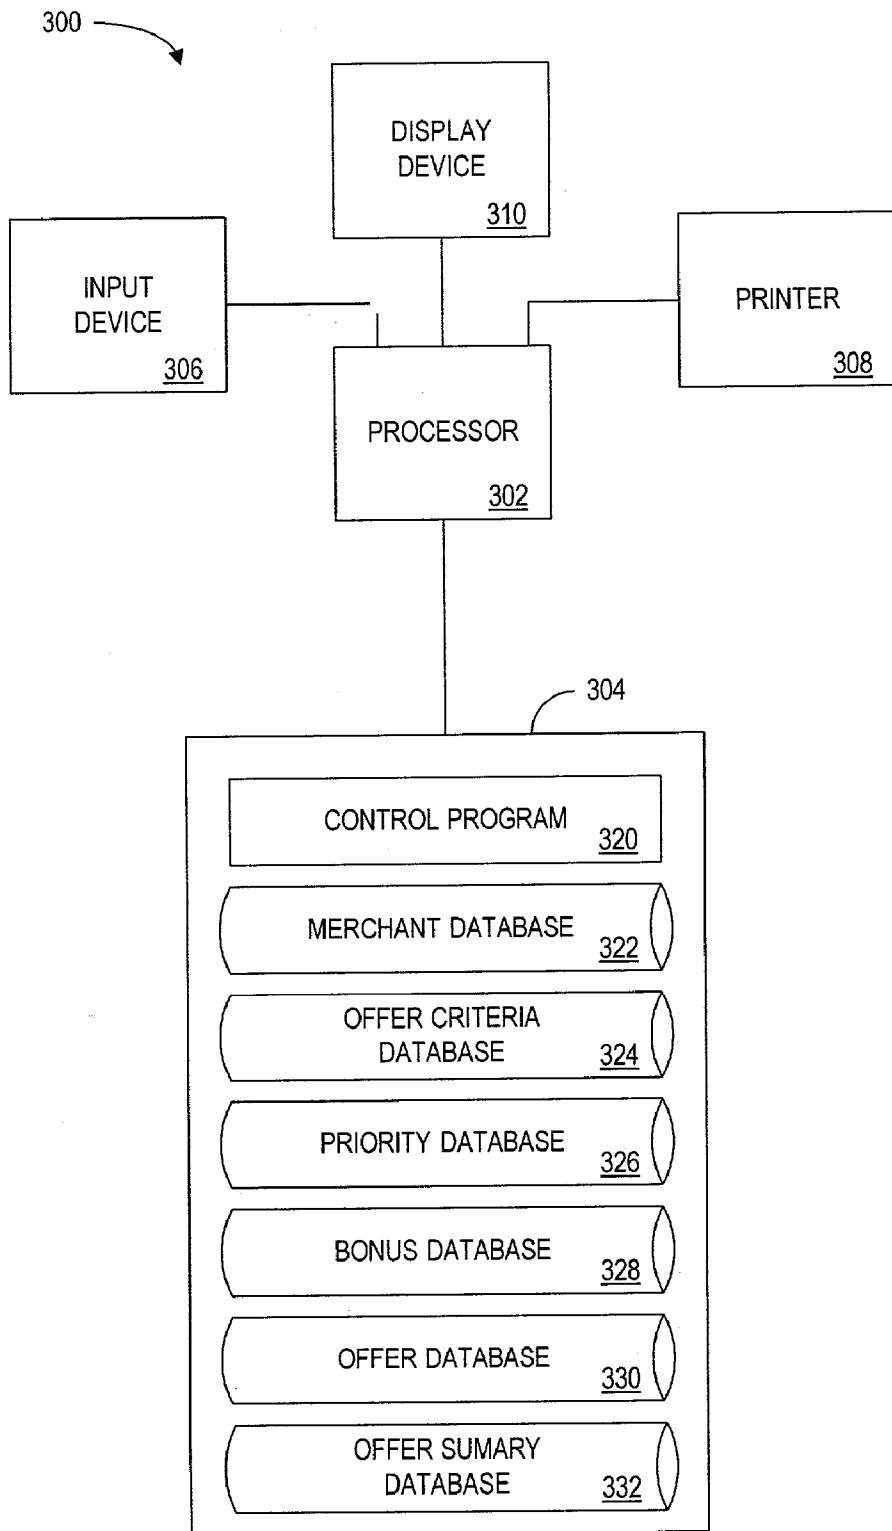 300
DISPLAY
DEVICE
310
INPUT
DEVICE
306
PRINTER
308
PROCESSOR
302
304
CONTROL PROGRAM
320
MERCHANT DATABASE
322
OFFER CRITERIA
DATABASE
324
PRIORITY DATABASE
326
BONUS DATABASE
328
OFFER DATABASE
330
OFFER SUMARY
DATABASE
332